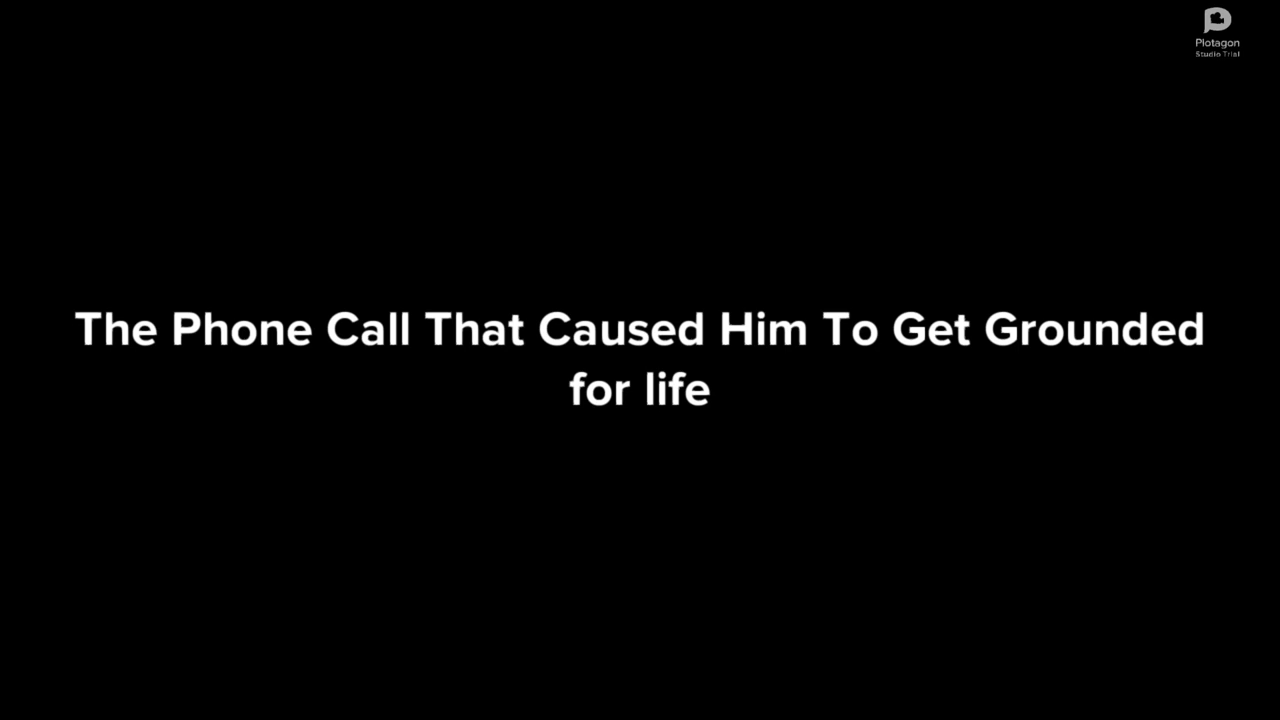 Plotagon
Studio Trial
The Phone Call That Caused Him To Get Grounded
for life